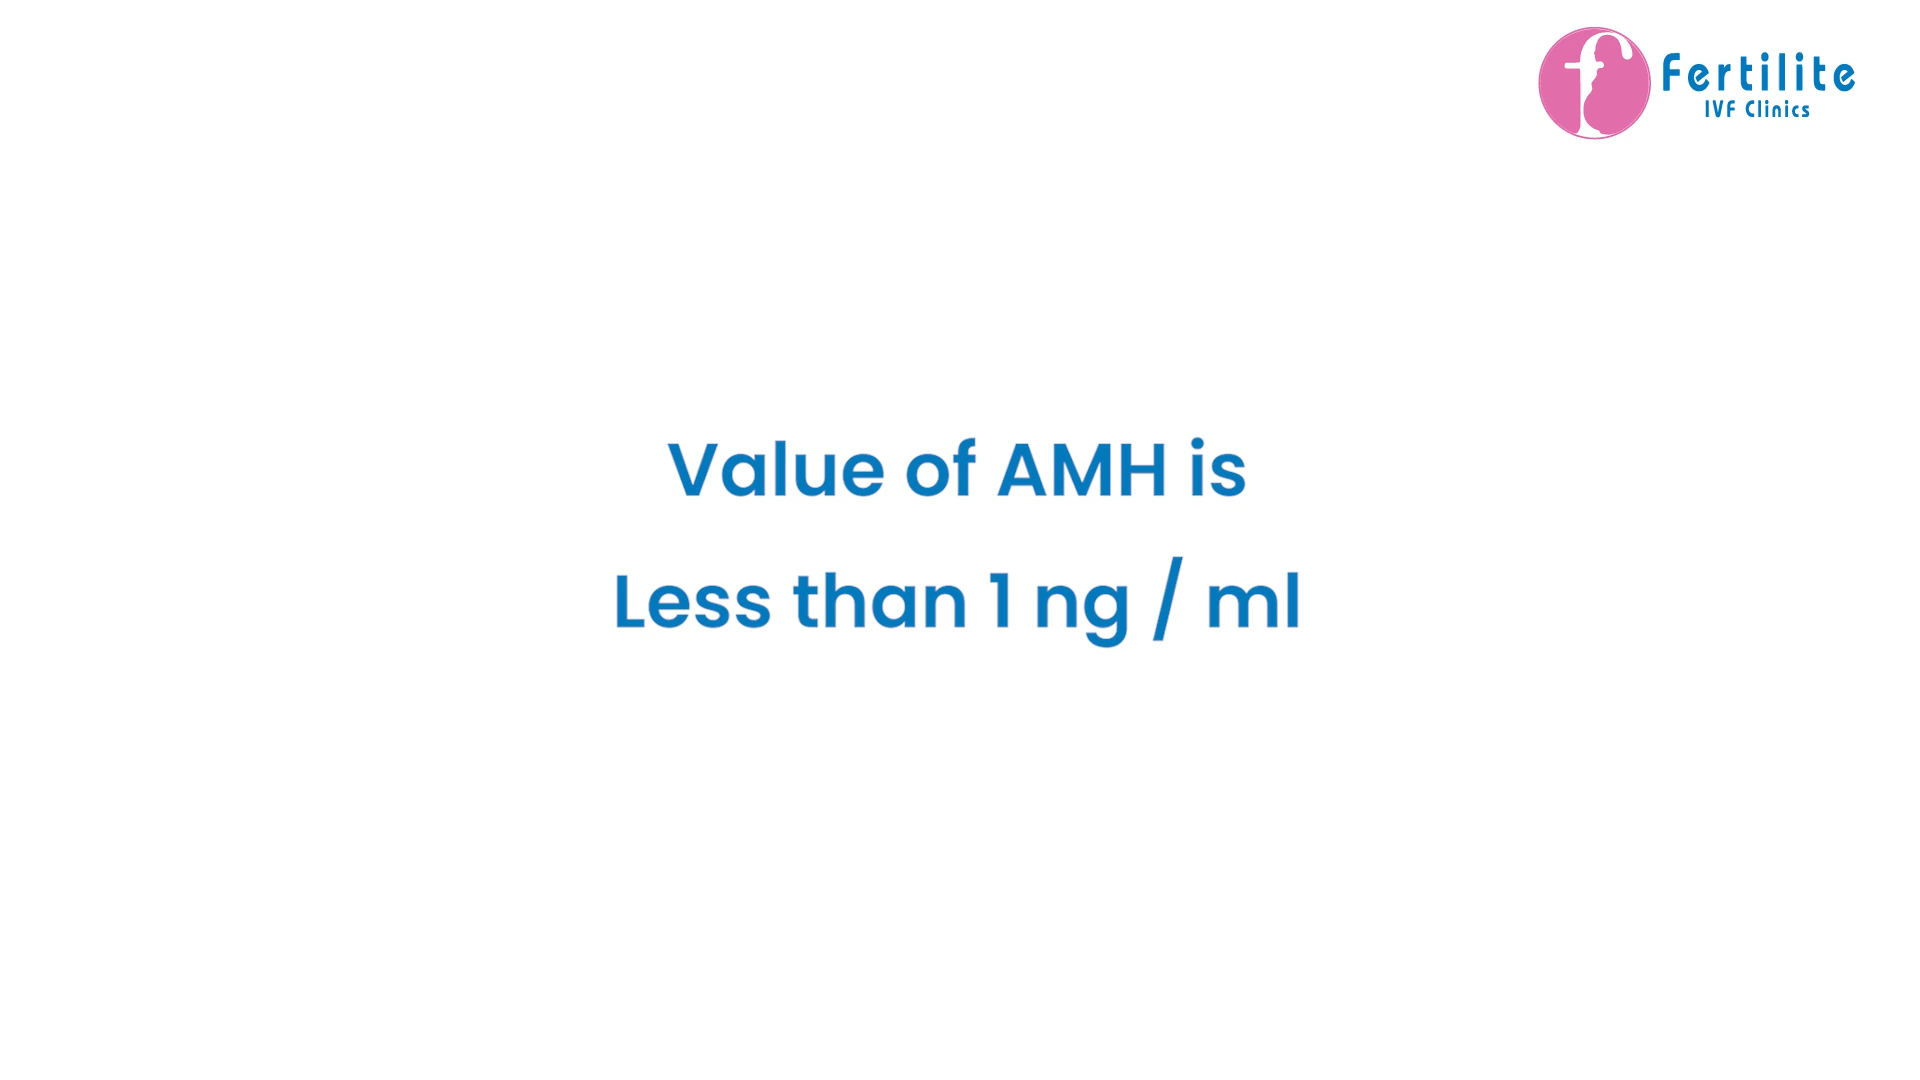 Fertilite
IVF Clinics
Value of AMH is
Less than 1 ng / ml